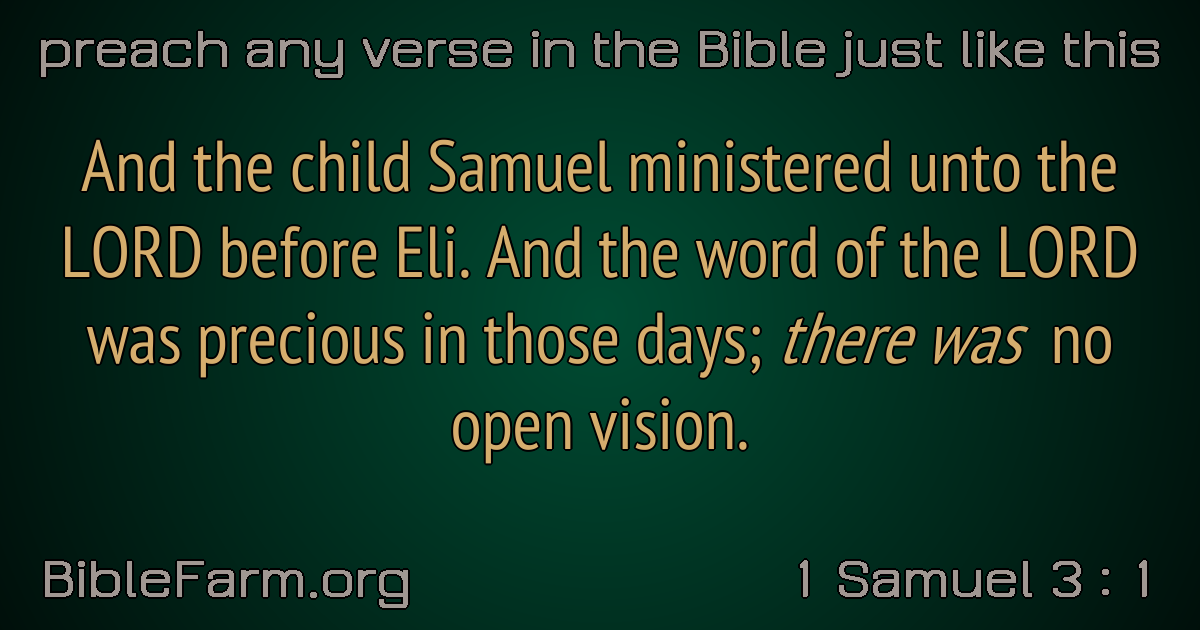 preach any verse in the Bible just like this
And the child Samuel ministered unto the
LORD before Eli. And the word of the LORD
was precious in those days; there was no
open vision.
BibleFarm.org
1 Samuel 3 : 1